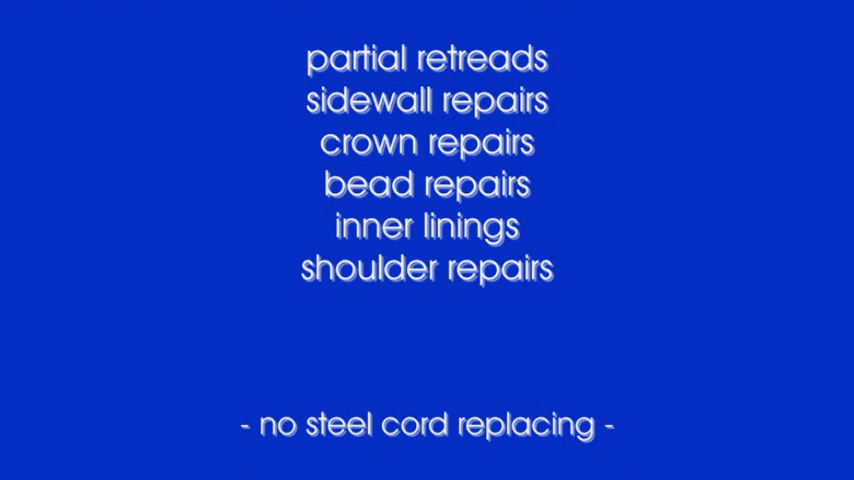 partial retreads
sidewall repairs
crown repairs
bead repairs
inner linings
shoulder repairs
- no steel cord replacing -